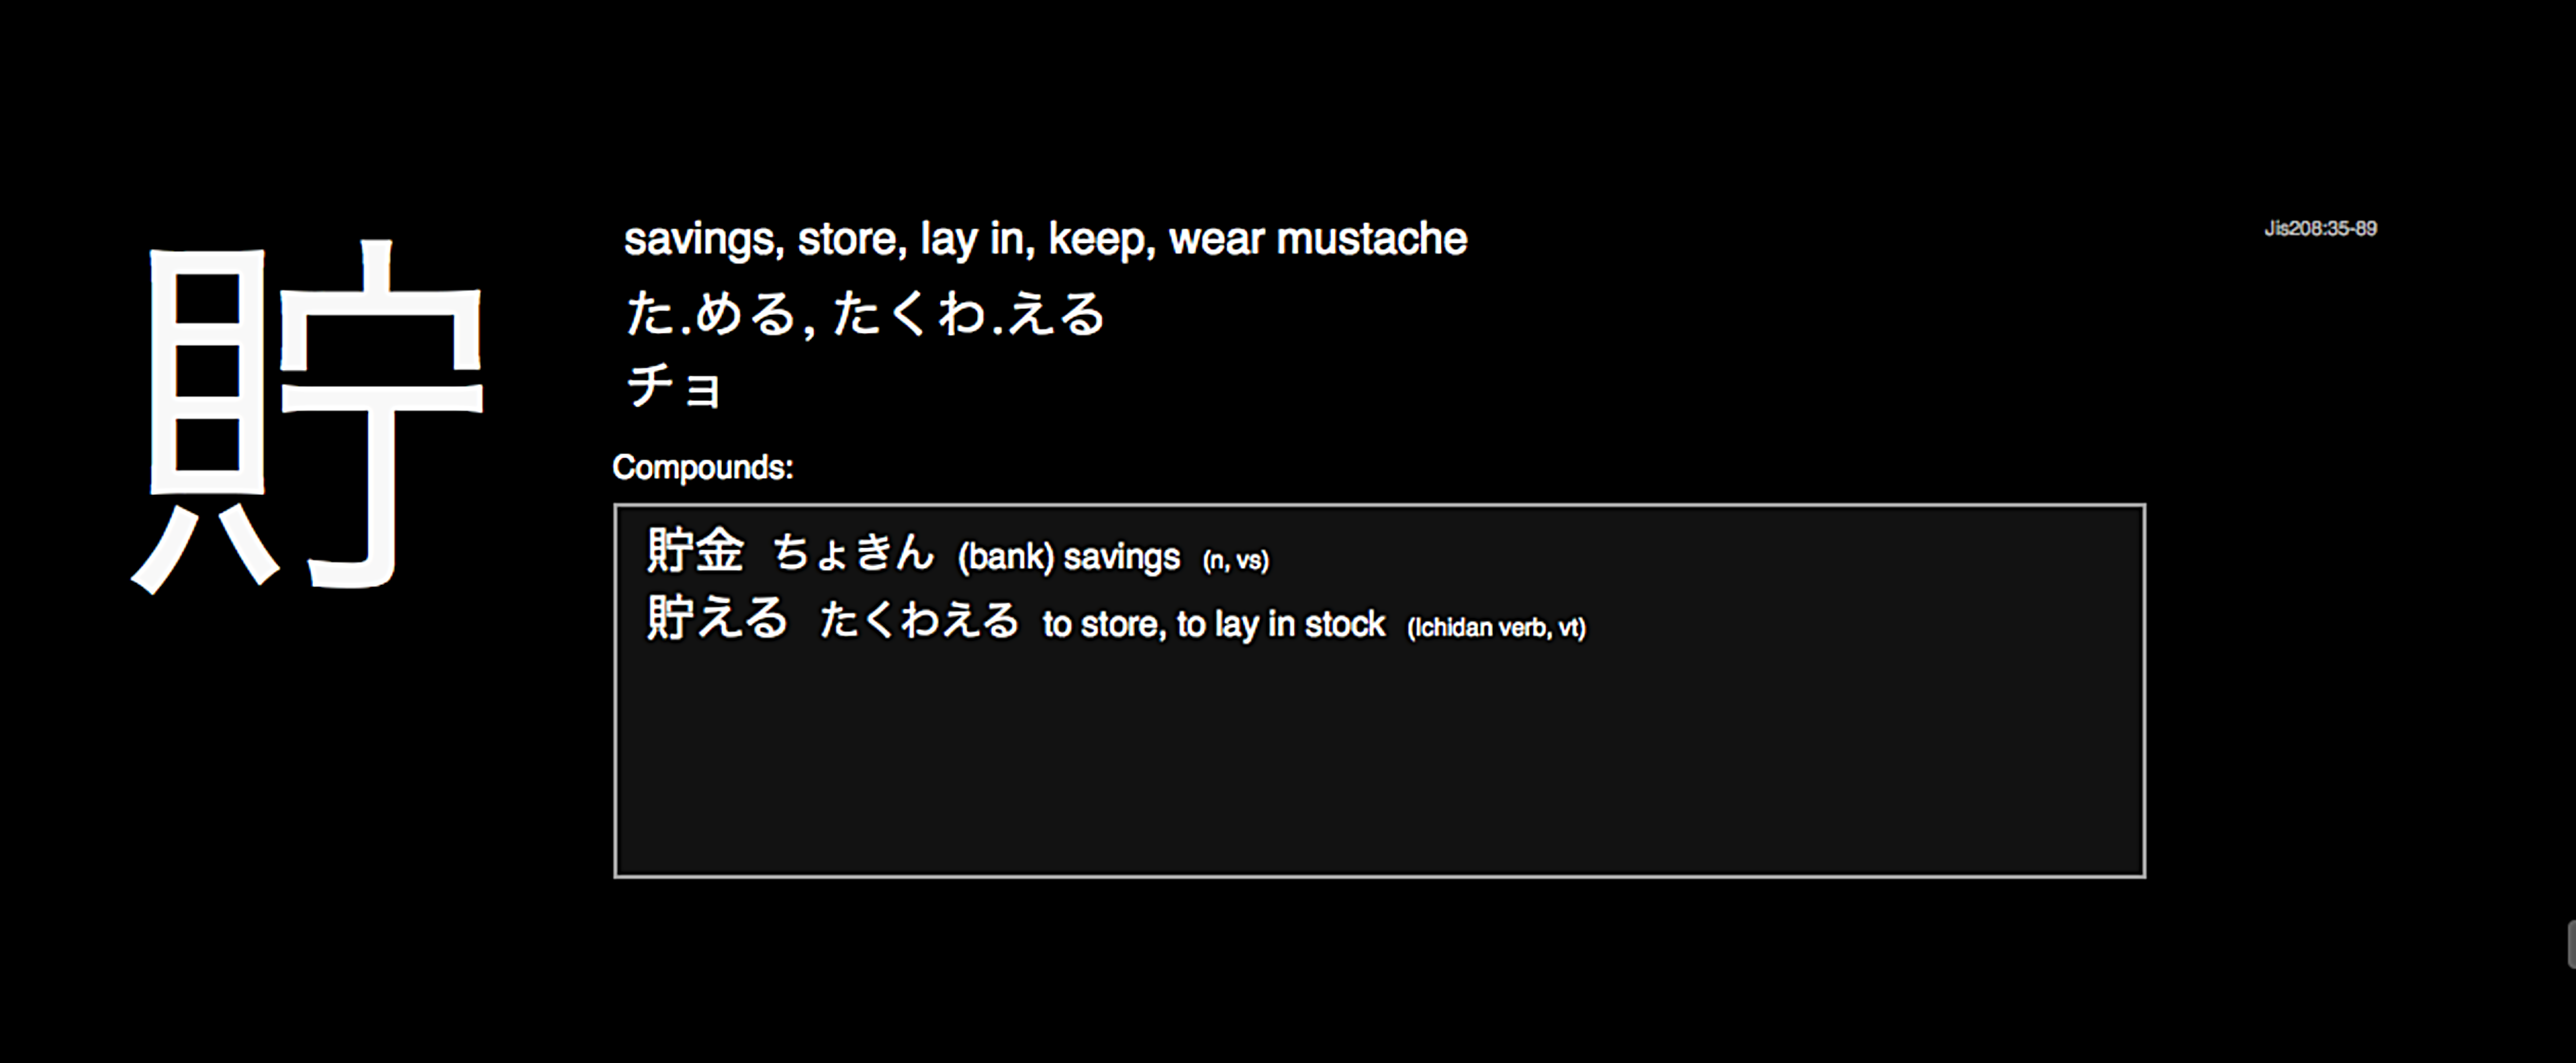 貯
savings, store, lay in, keep, wear mustache
Jis208:35-89
た.める, たくわ.える
チョ
Compounds:
貯金 ちょきん (bank) savings (n, vs)
貯える たくわえる to store, to lay in stock (Ichidan verb, vt)